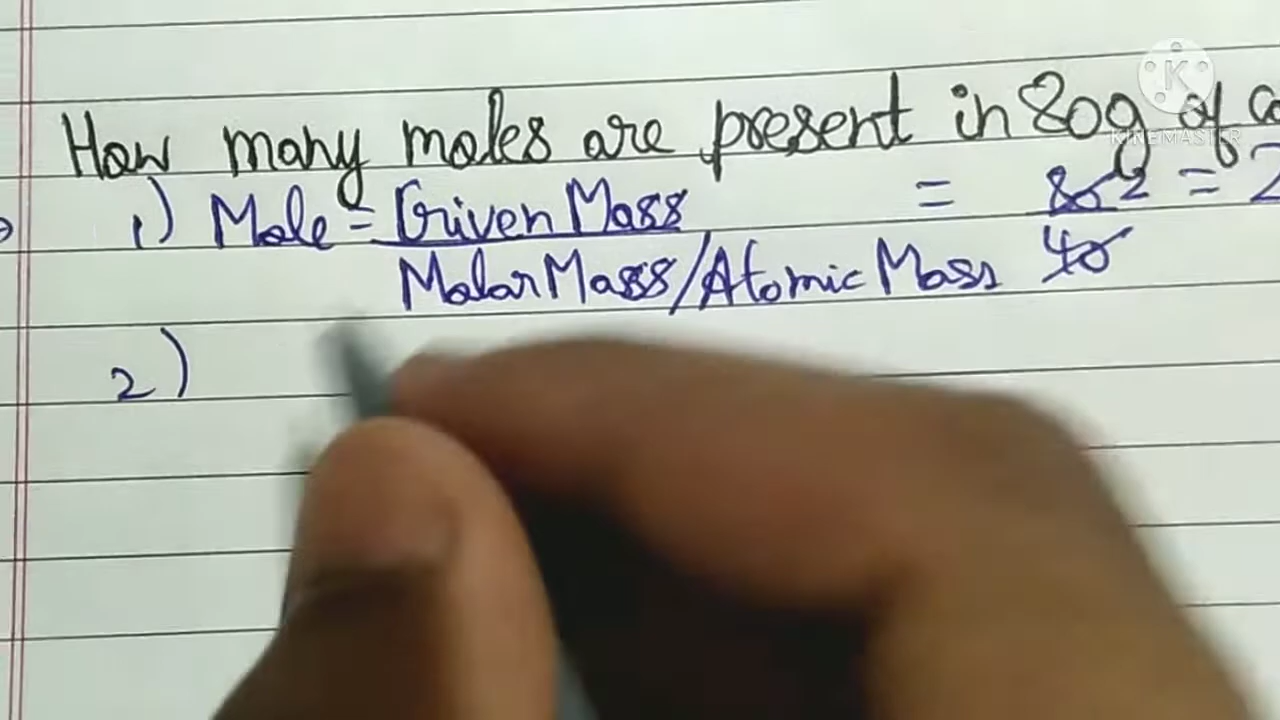 How many moles are present in 80g of
1) Mole = Given Mass = 80 2 = 2
Molar Mass/Atomic Mass 40
2)
K
KINEMASTER